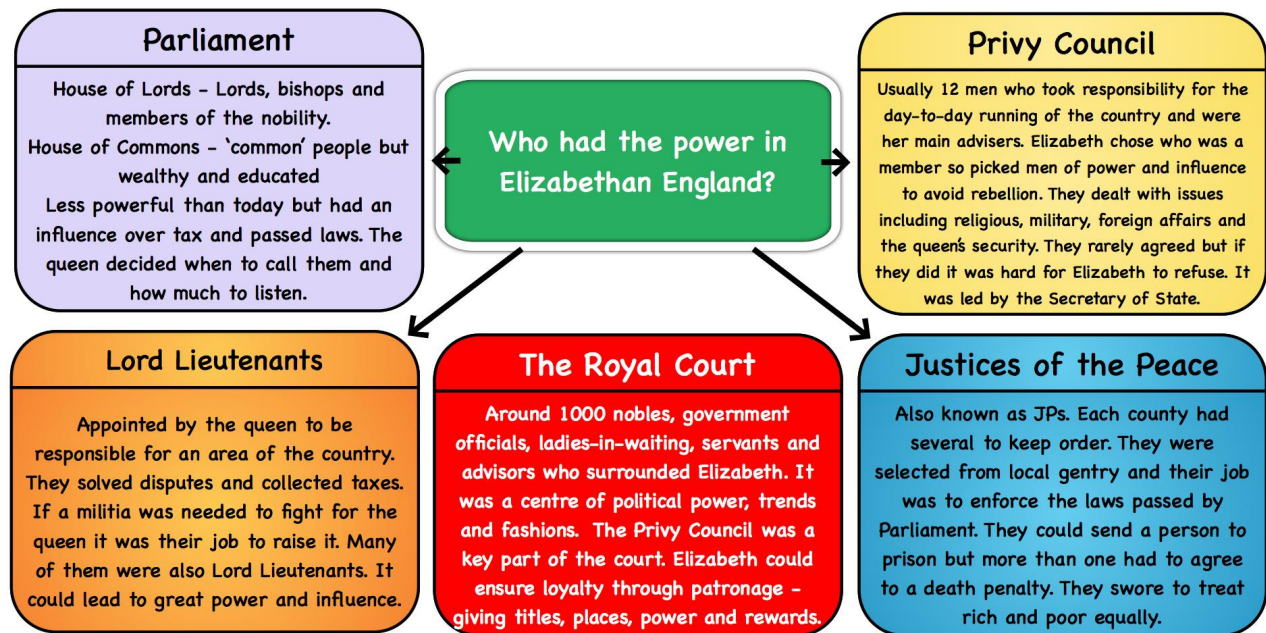 Parliament
House of Lords – Lords, bishops and
members of the nobility.
House of Commons – ‘common’ people but
wealthy and educated
Less powerful than today but had an
influence over tax and passed laws. The
queen decided when to call them and
how much to listen.
Who had the power in
Elizabethan England?
Privy Council
Usually 12 men who took responsibility for the
day-to-day running of the country and were
her main advisers. Elizabeth chose who was a
member so picked men of power and influence
to avoid rebellion. They dealt with issues
including religious, military, foreign affairs and
the queen's security. They rarely agreed but if
they did it was hard for Elizabeth to refuse. It
was led by the Secretary of State.
Lord Lieutenants
Appointed by the queen to be
responsible for an area of the country.
They solved disputes and collected taxes.
If a militia was needed to fight for the
queen it was their job to raise it. Many
of them were also Lord Lieutenants. It
could lead to great power and influence.
The Royal Court
Around 1000 nobles, government
officials, ladies-in-waiting, servants and
advisors who surrounded Elizabeth. It
was a centre of political power, trends
and fashions. The Privy Council was a
key part of the court. Elizabeth could
ensure loyalty through patronage –
giving titles, places, power and rewards.
Justices of the Peace
Also known as JPs. Each county had
several to keep order. They were
selected from local gentry and their job
was to enforce the laws passed by
Parliament. They could send a person to
prison but more than one had to agree
to a death penalty. They swore to treat
rich and poor equally.